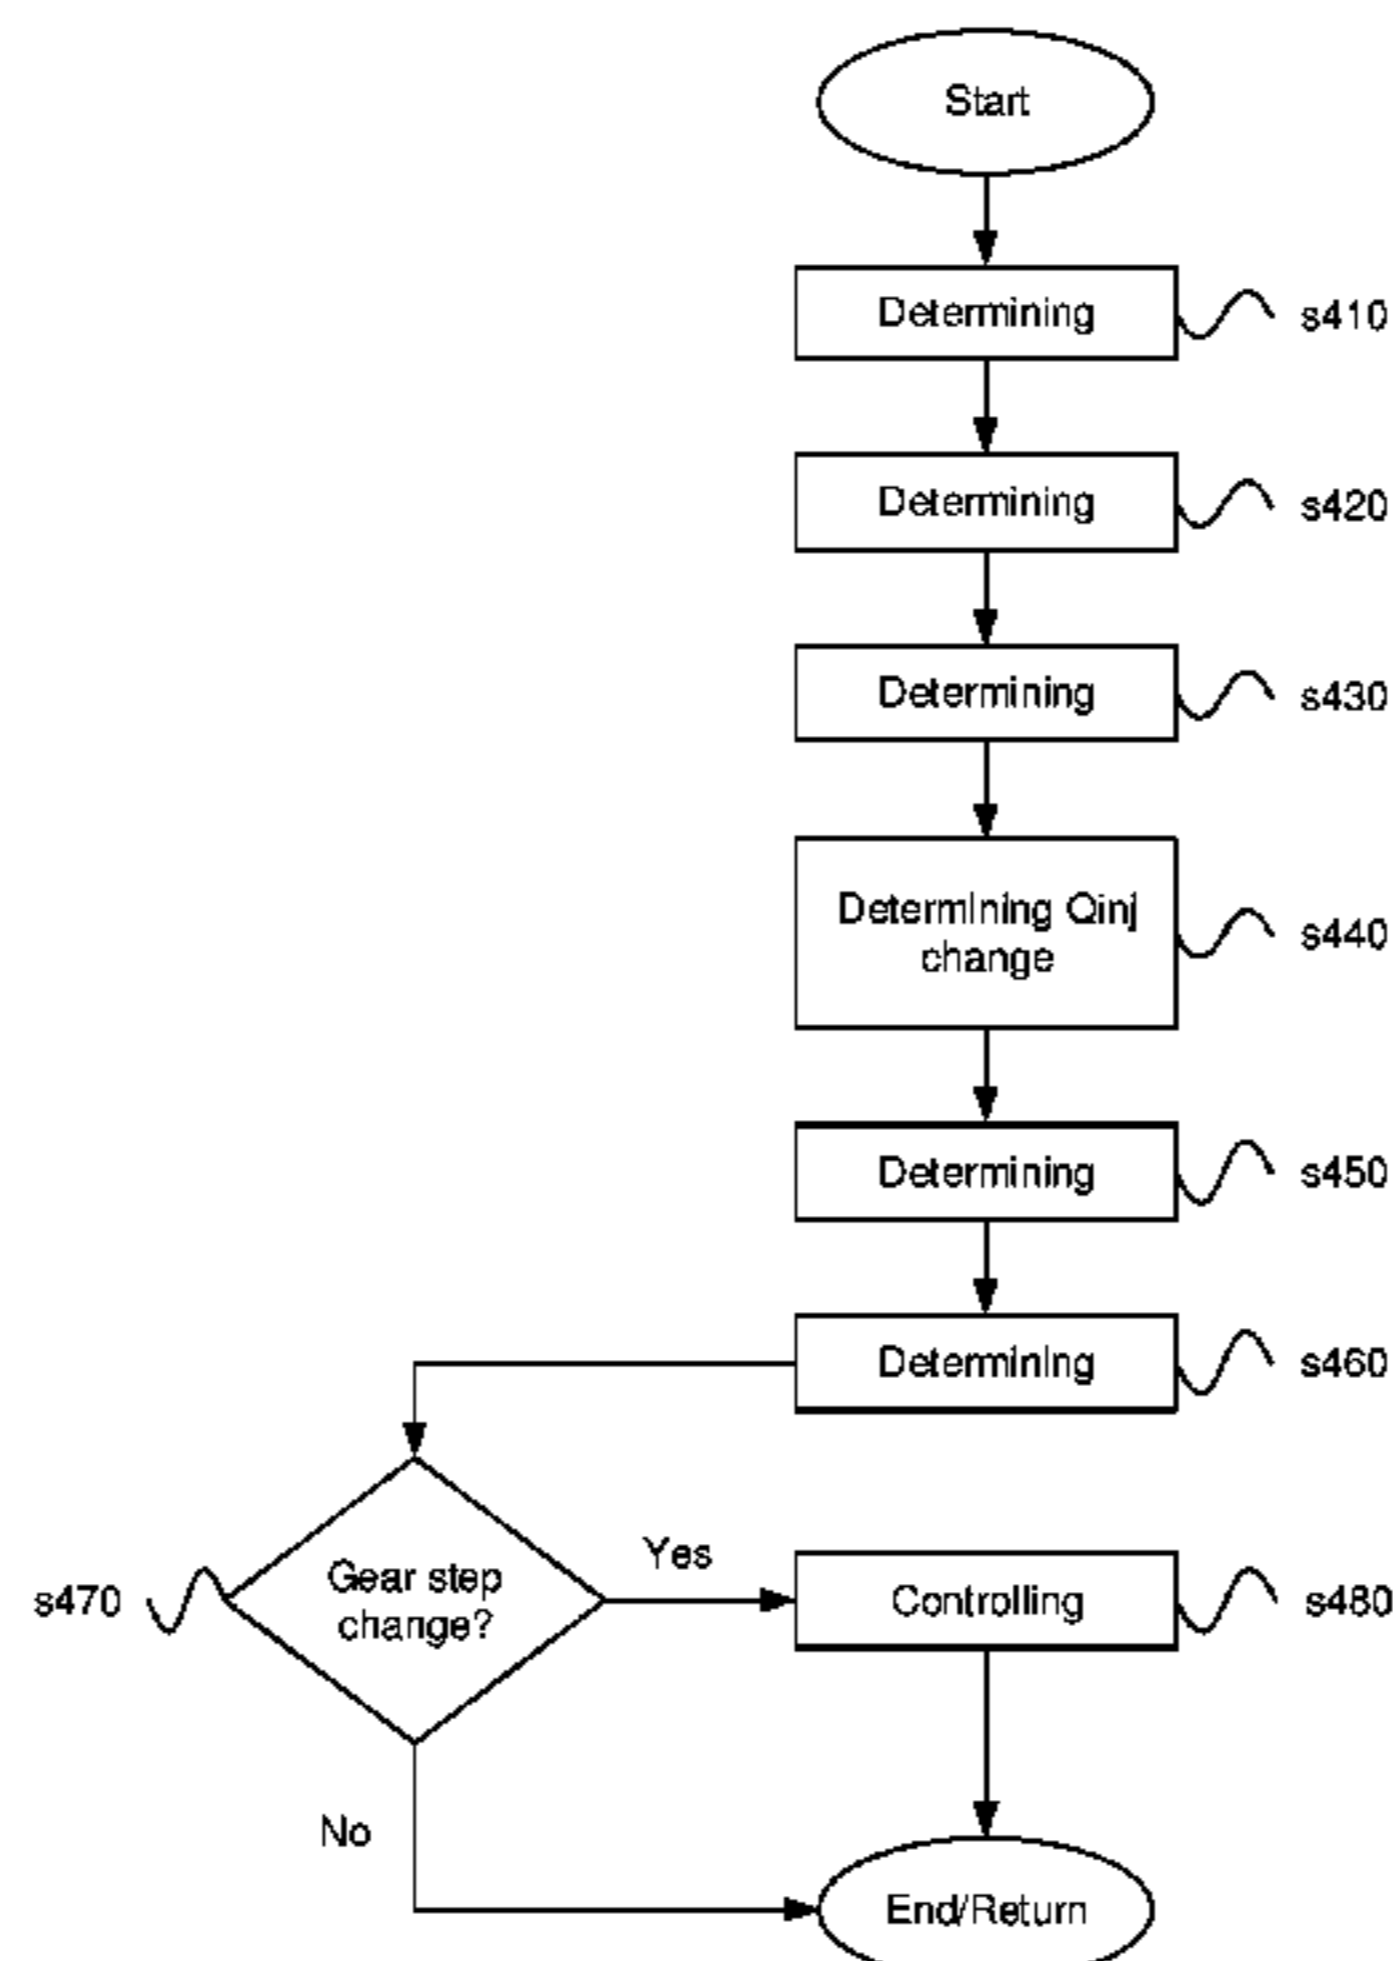 Start
Determining
s410
Determining
s420
Determining
s430
Determining Qinj
change
s440
Determining
s450
Determining
s460
s470
Gear step
change?
Yes
Controlling
s480
No
End/Return